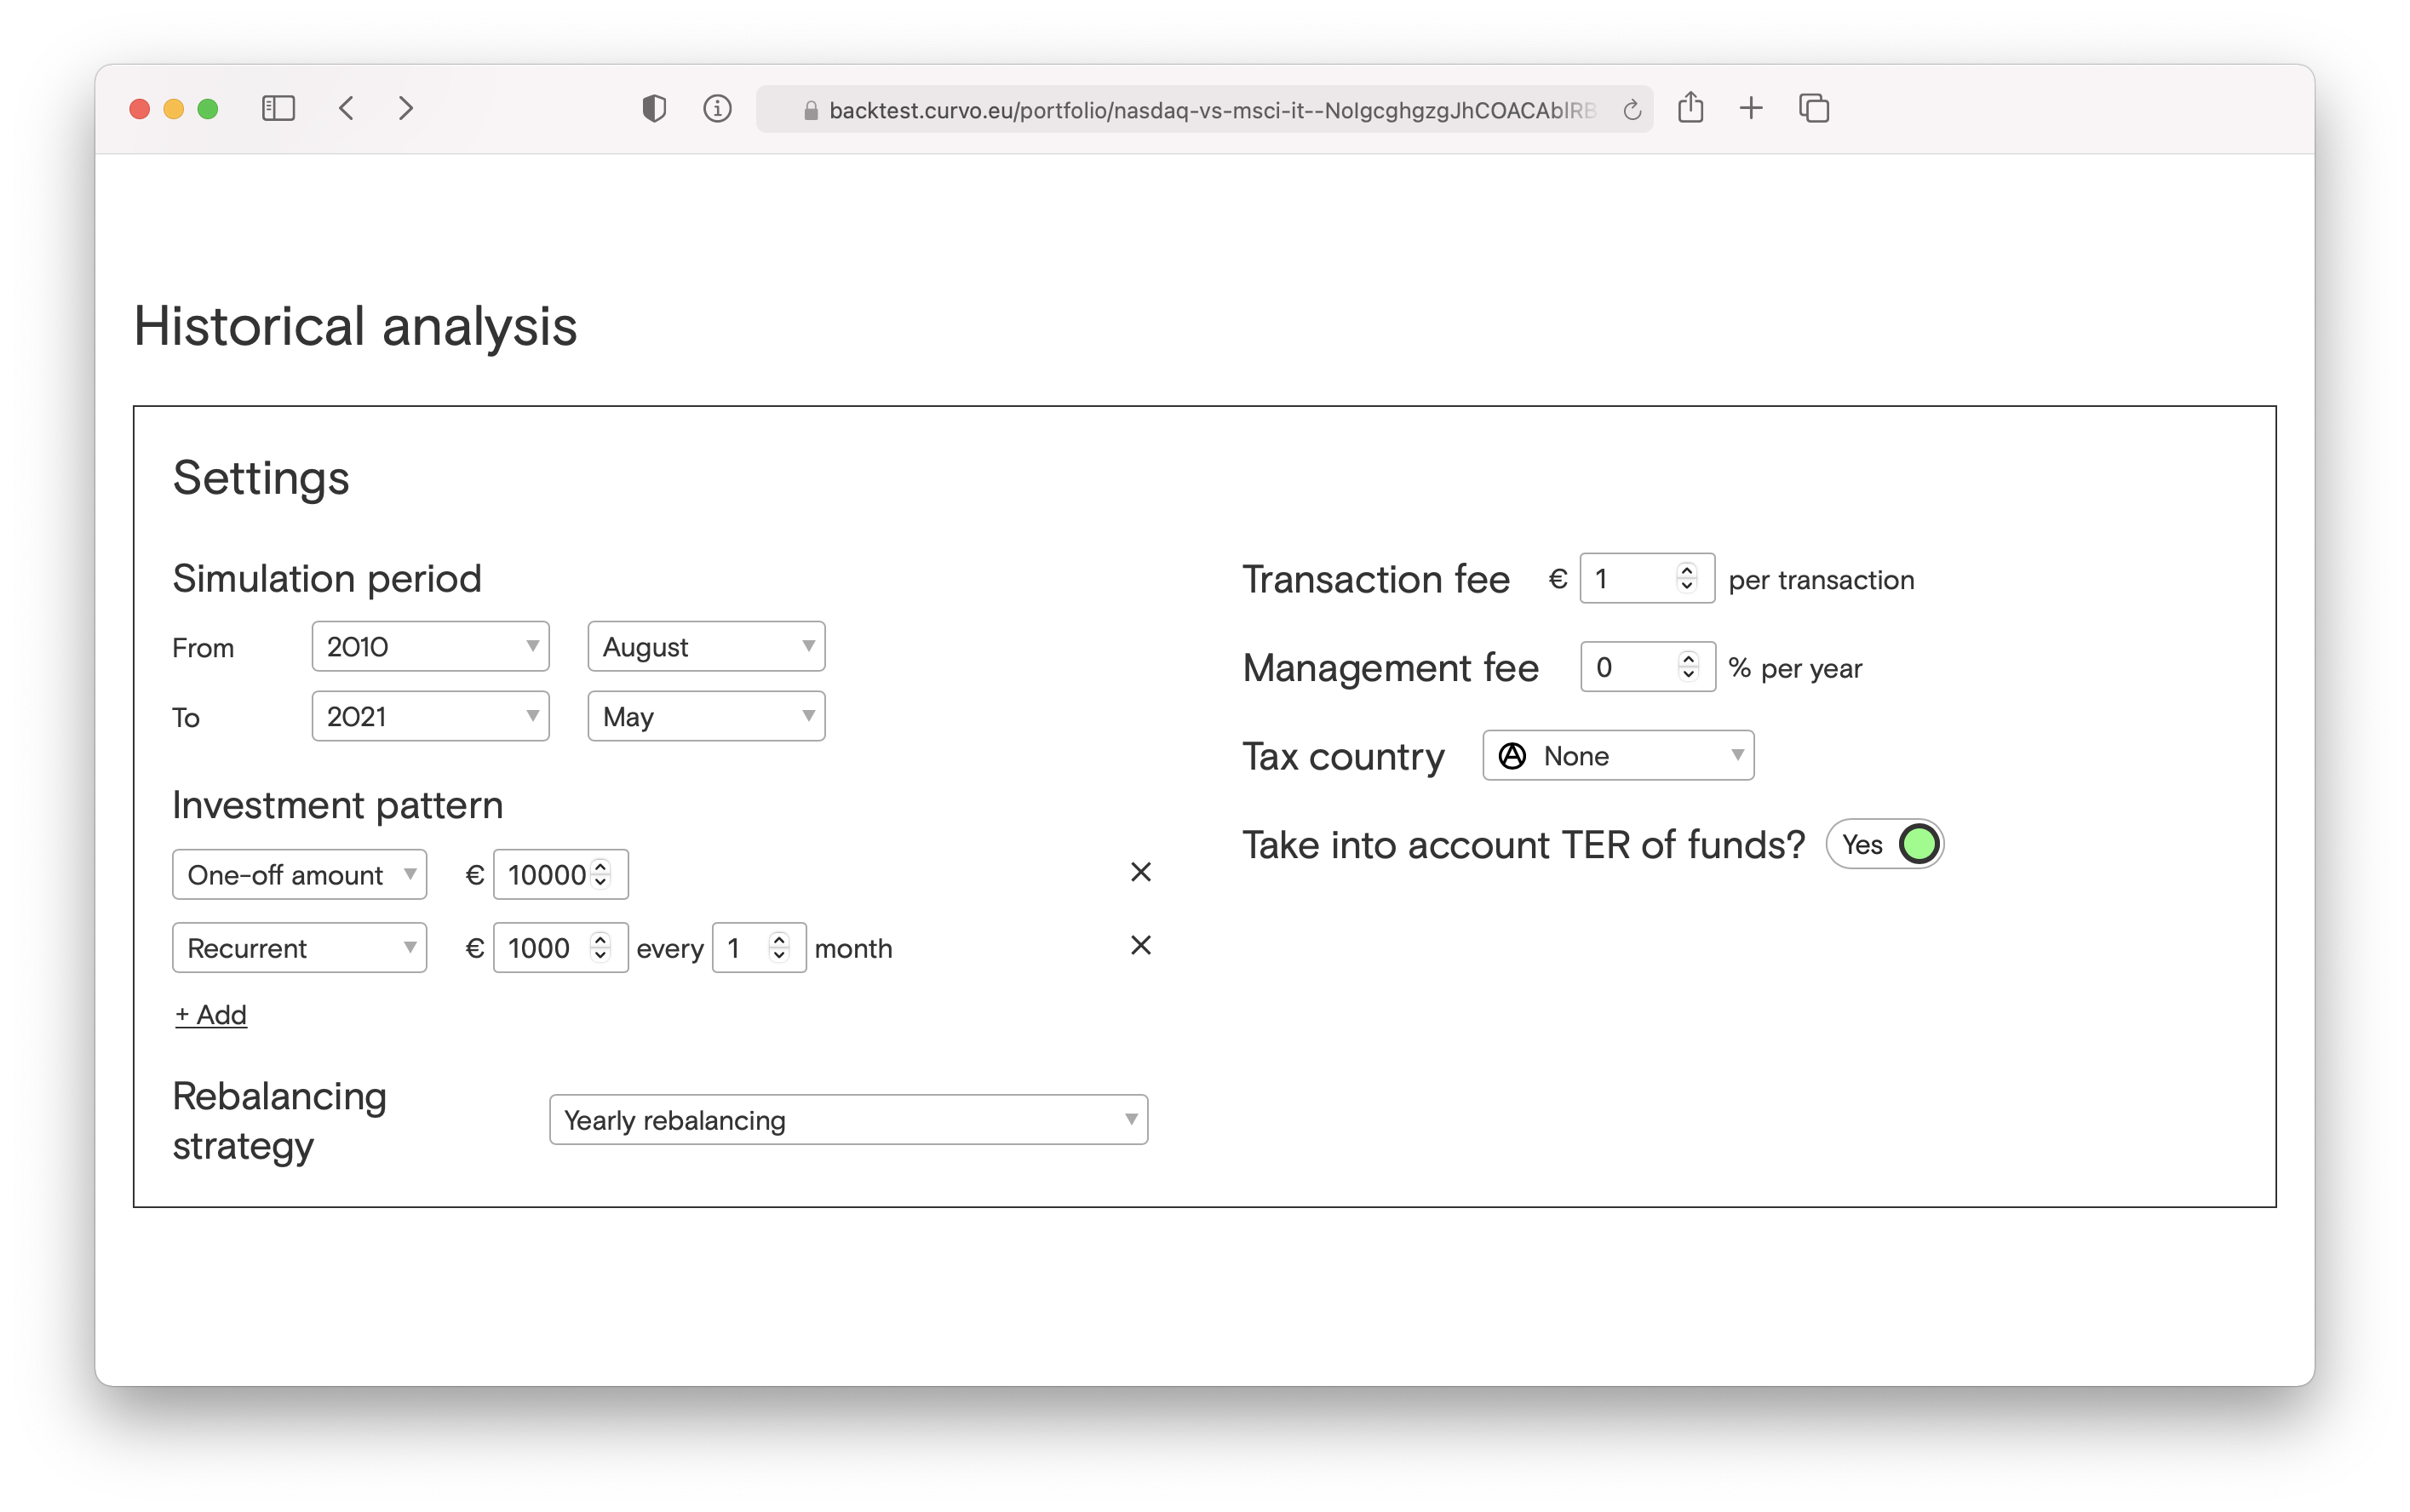 backtest.curvo.eu/portfolio/nasdaq-vs-msci-it--NoIgcghgzgJhCOACAblRB
Historical analysis
Settings
Simulation period
From 2010 August
To 2021 May
Investment pattern
One-off amount € 10000
Recurrent € 1000 every 1 month
+ Add
Rebalancing
strategy
Yearly rebalancing
Transaction fee € 1 per transaction
Management fee 0 % per year
Tax country None
Take into account TER of funds? Yes